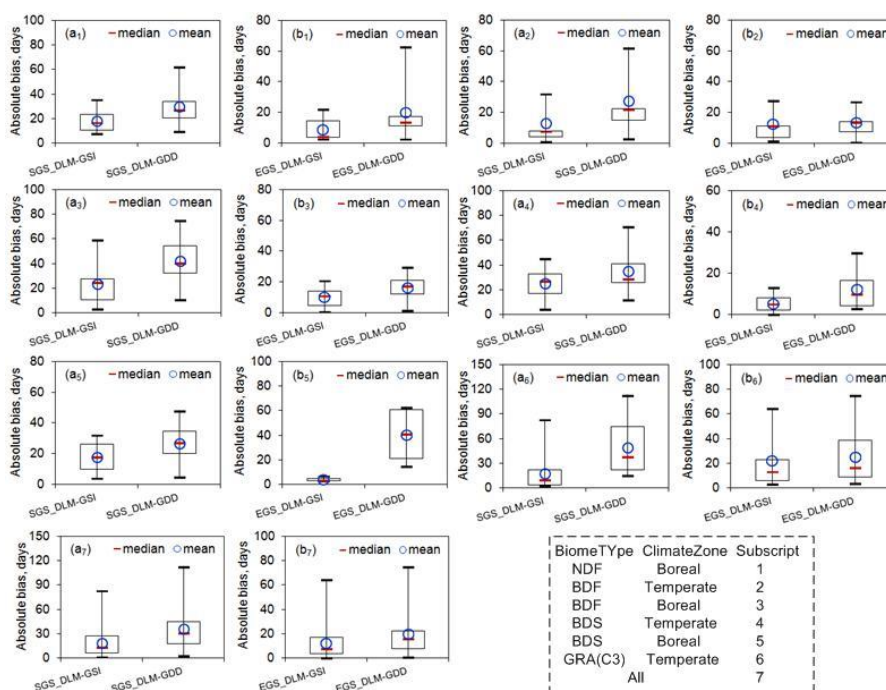 Absolute bias, days
100
80
60
40
20
0
(a₁) median mean
SGS_DLM-GSI
SGS_DLM-GDD
Absolute bias, days
80
60
40
20
0
(b₁) median mean
EGS_DLM-GSI
EGS_DLM-GDD
Absolute bias, days
80
60
40
20
0
(a₂) median mean
SGS_DLM-GSI
SGS_DLM-GDD
Absolute bias, days
60
40
20
0
(b₂) median mean
EGS_DLM-GSI
EGS_DLM-GDD
Absolute bias, days
100
80
60
40
20
0
(a₃) median mean
SGS_DLM-GSI
SGS_DLM-GDD
Absolute bias, days
60
40
20
0
(b₃) median mean
EGS_DLM-GSI
EGS_DLM-GDD
Absolute bias, days
100
80
60
40
20
0
(a₄) median mean
SGS_DLM-GSI
SGS_DLM-GDD
Absolute bias, days
60
40
20
0
(b₄) median mean
EGS_DLM-GSI
EGS_DLM-GDD
Absolute bias, days
80
60
40
20
0
(a₅) median mean
SGS_DLM-GSI
SGS_DLM-GDD
Absolute bias, days
100
80
60
40
20
0
(b₅) median mean
EGS_DLM-GSI
EGS_DLM-GDD
Absolute bias, days
150
120
90
60
30
0
(a₆) median mean
SGS_DLM-GSI
SGS_DLM-GDD
Absolute bias, days
100
80
60
40
20
0
(b₆) median mean
EGS_DLM-GSI
EGS_DLM-GDD
Absolute bias, days
150
120
90
60
30
0
(a₇) median mean
SGS_DLM-GSI
SGS_DLM-GDD
Absolute bias, days
100
80
60
40
20
0
(b₇) median mean
EGS_DLM-GSI
EGS_DLM-GDD
BiomeTYpe ClimateZone Subscript
NDF Boreal 1
BDF Temperate 2
BDF Boreal 3
BDS Temperate 4
BDS Boreal 5
GRA(C3) Temperate 6
All 7